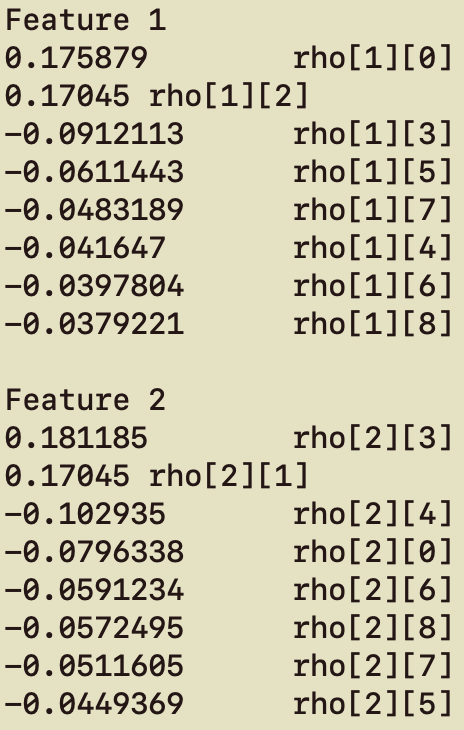 Feature 1
0.175879 rho[1][0]
0.17045 rho[1][2]
-0.0912113 rho[1][3]
-0.0611443 rho[1][5]
-0.0483189 rho[1][7]
-0.041647 rho[1][4]
-0.0397804 rho[1][6]
-0.0379221 rho[1][8]

Feature 2
0.181185 rho[2][3]
0.17045 rho[2][1]
-0.102935 rho[2][4]
-0.0796338 rho[2][0]
-0.0591234 rho[2][6]
-0.0572495 rho[2][8]
-0.0511605 rho[2][7]
-0.0449369 rho[2][5]